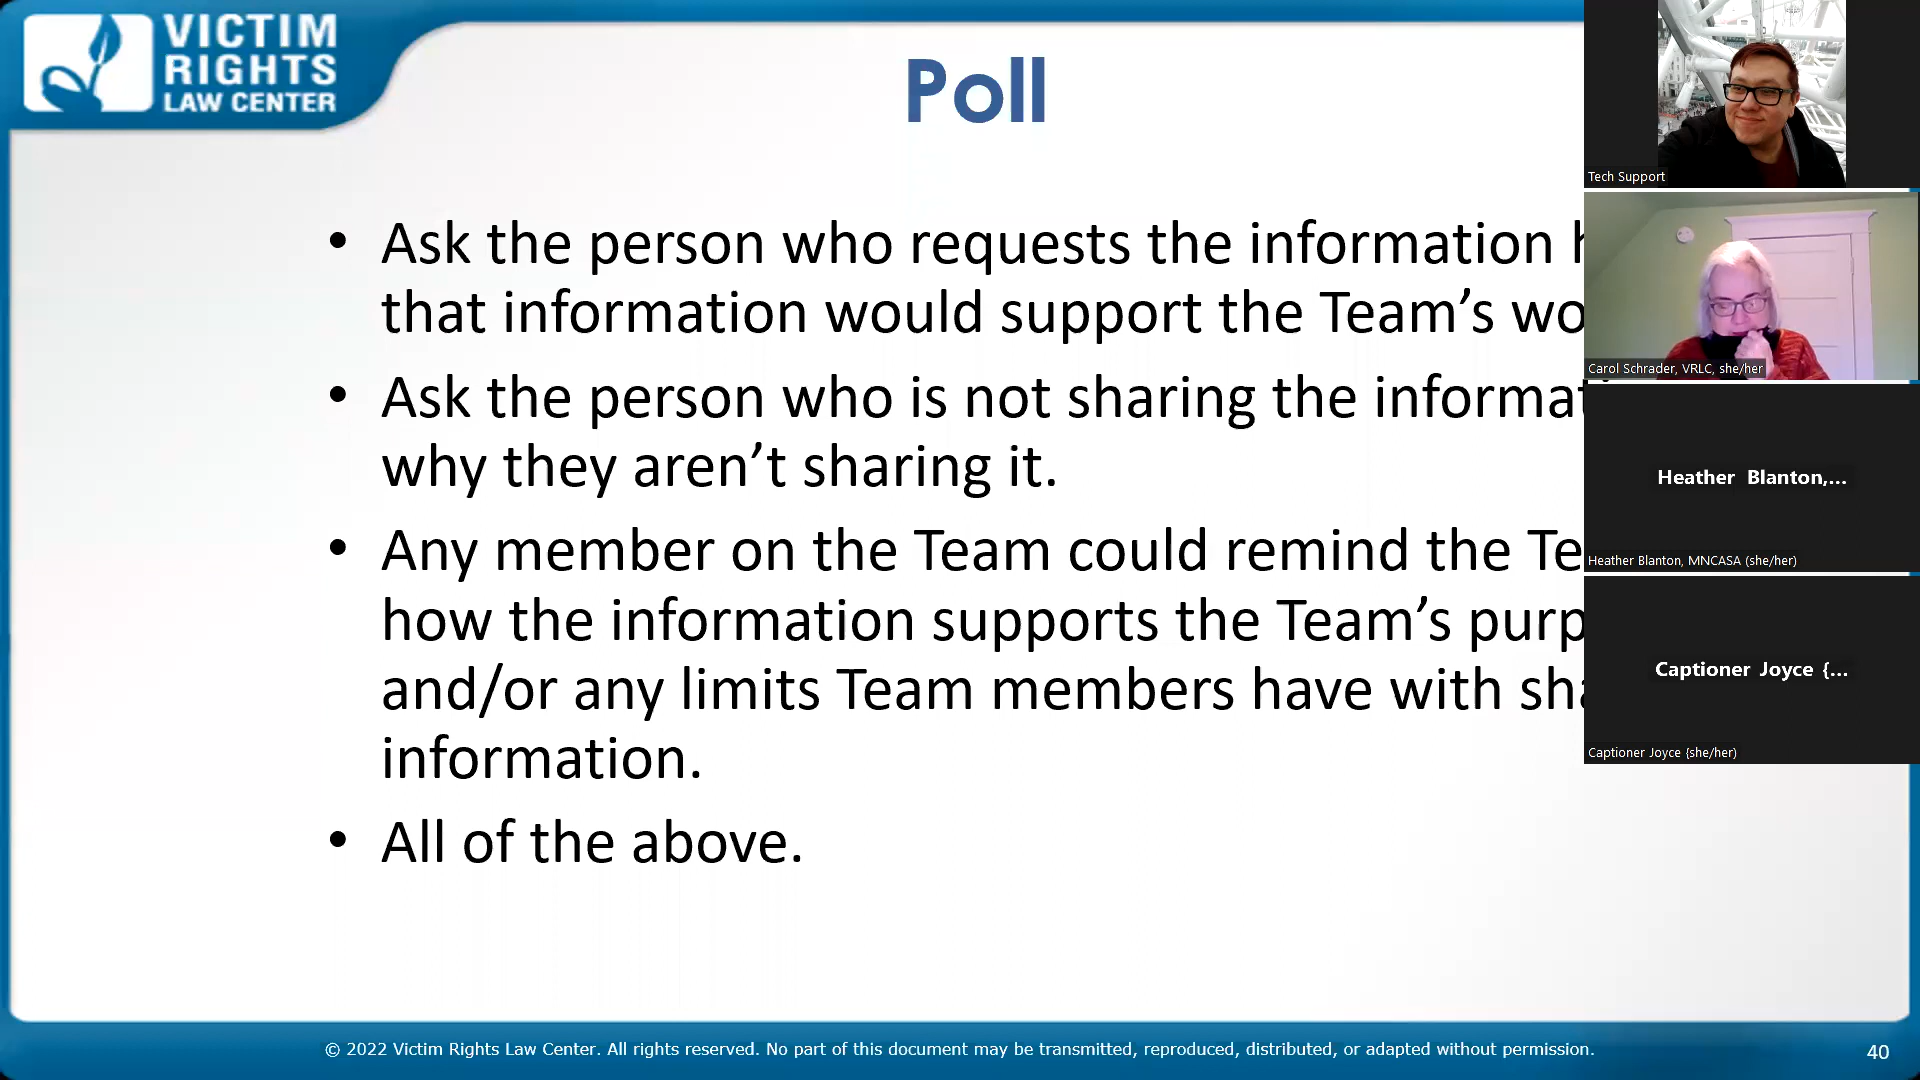 VICTIM
RIGHTS
LAW CENTER
Poll
• Ask the person who requests the information
that information would support the Team's
• Ask the person who is not sharing the
why they aren't sharing it.
• Any member on the Team could remind the
how the information supports the Team's
and/or any limits Team members have with
information.
• All of the above.
Tech Support
Carol Schrader, VRLC, she/her
Heather Blanton,...
Heather Blanton, MNCASA (she/her)
Captioner Joyce {...
Captioner Joyce {she/her)
© 2022 Victim Rights Law Center. All rights reserved. No part of this document may be transmitted, reproduced, distributed, or adapted without permission.
40